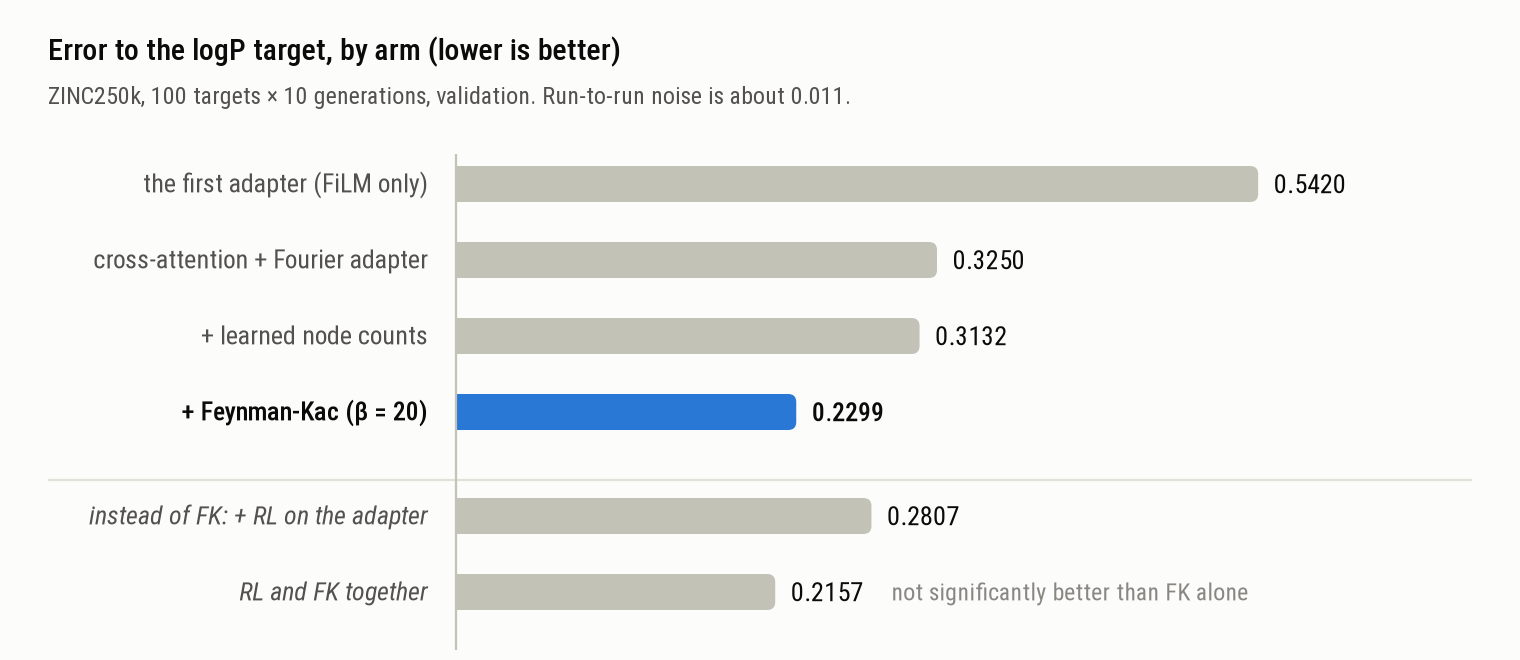 Error to the logP target, by arm (lower is better)
ZINC250k, 100 targets × 10 generations, validation. Run-to-run noise is about 0.011.
the first adapter (FiLM only) 0.5420
cross-attention + Fourier adapter 0.3250
+ learned node counts 0.3132
+ Feynman-Kac (β = 20) 0.2299
instead of FK: + RL on the adapter 0.2807
RL and FK together 0.2157 not significantly better than FK alone